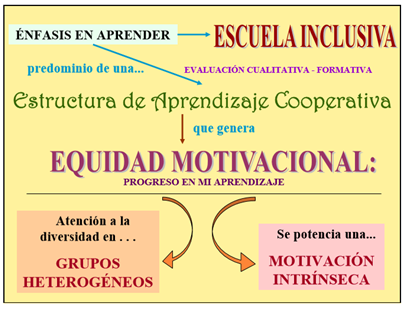 ÉNFASIS EN APRENDER
ESCUELA INCLUSIVA
predominio de una...
EVALUACIÓN CUALITATIVA - FORMATIVA
Estructura de Aprendizaje Cooperativa
que genera
EQUIDAD MOTIVACIONAL:
PROGRESO EN MI APRENDIZAJE
Atención a la
diversidad en . . .
GRUPOS
HETEROGÉNEOS
Se potencia una...
MOTIVACIÓN
INTRÍNSECA